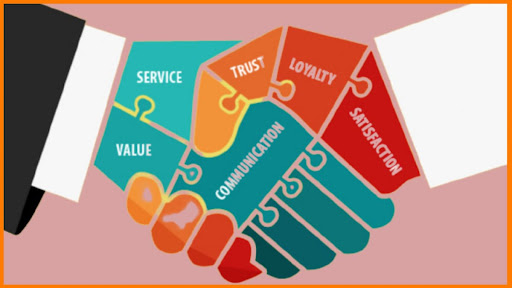 SERVICE
TRUST
LOYALTY
VALUE
COMMUNICATION
SATISFACTION